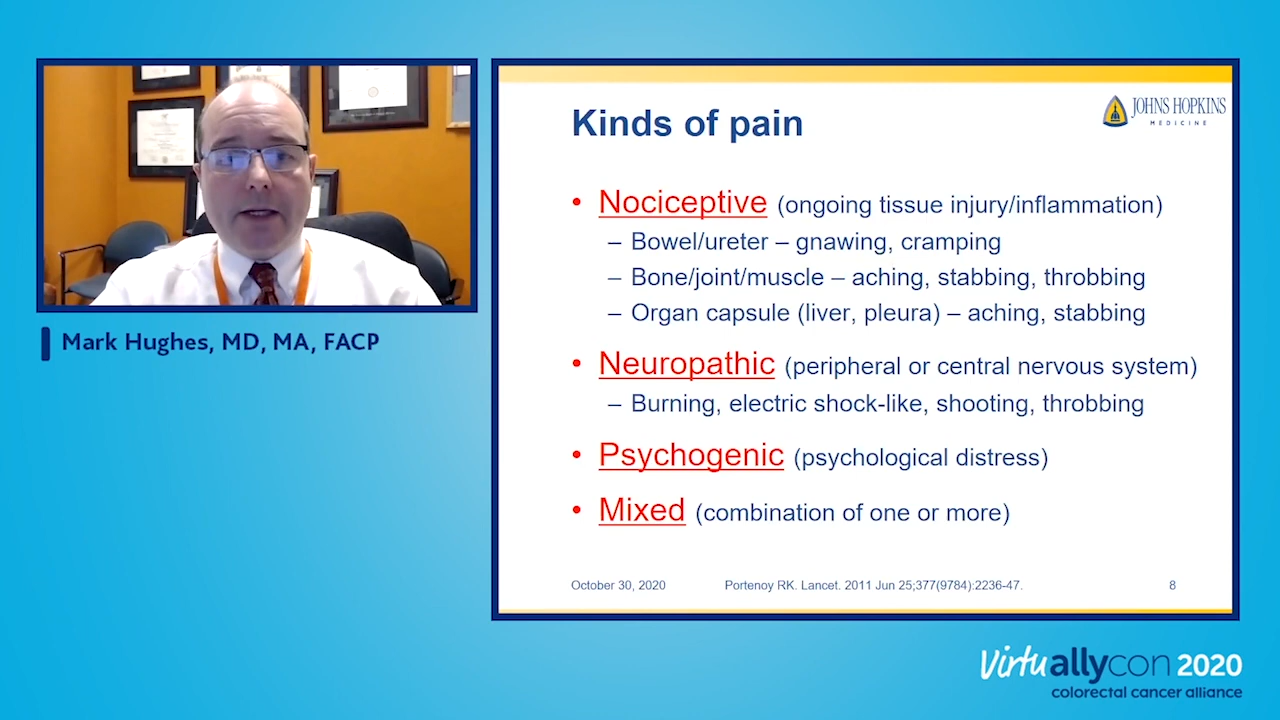 Mark Hughes, MD, MA, FACP
Kinds of pain
JOHNS HOPKINS
MEDICINE
• Nociceptive (ongoing tissue injury/inflammation)
– Bowel/ureter – gnawing, cramping
– Bone/joint/muscle – aching, stabbing, throbbing
– Organ capsule (liver, pleura) – aching, stabbing
• Neuropathic (peripheral or central nervous system)
– Burning, electric shock-like, shooting, throbbing
• Psychogenic (psychological distress)
• Mixed (combination of one or more)
October 30, 2020 Portenoy RK. Lancet. 2011 Jun 25;377(9784):2236-47. 8
Virtuallycon 2020
colorectal cancer alliance